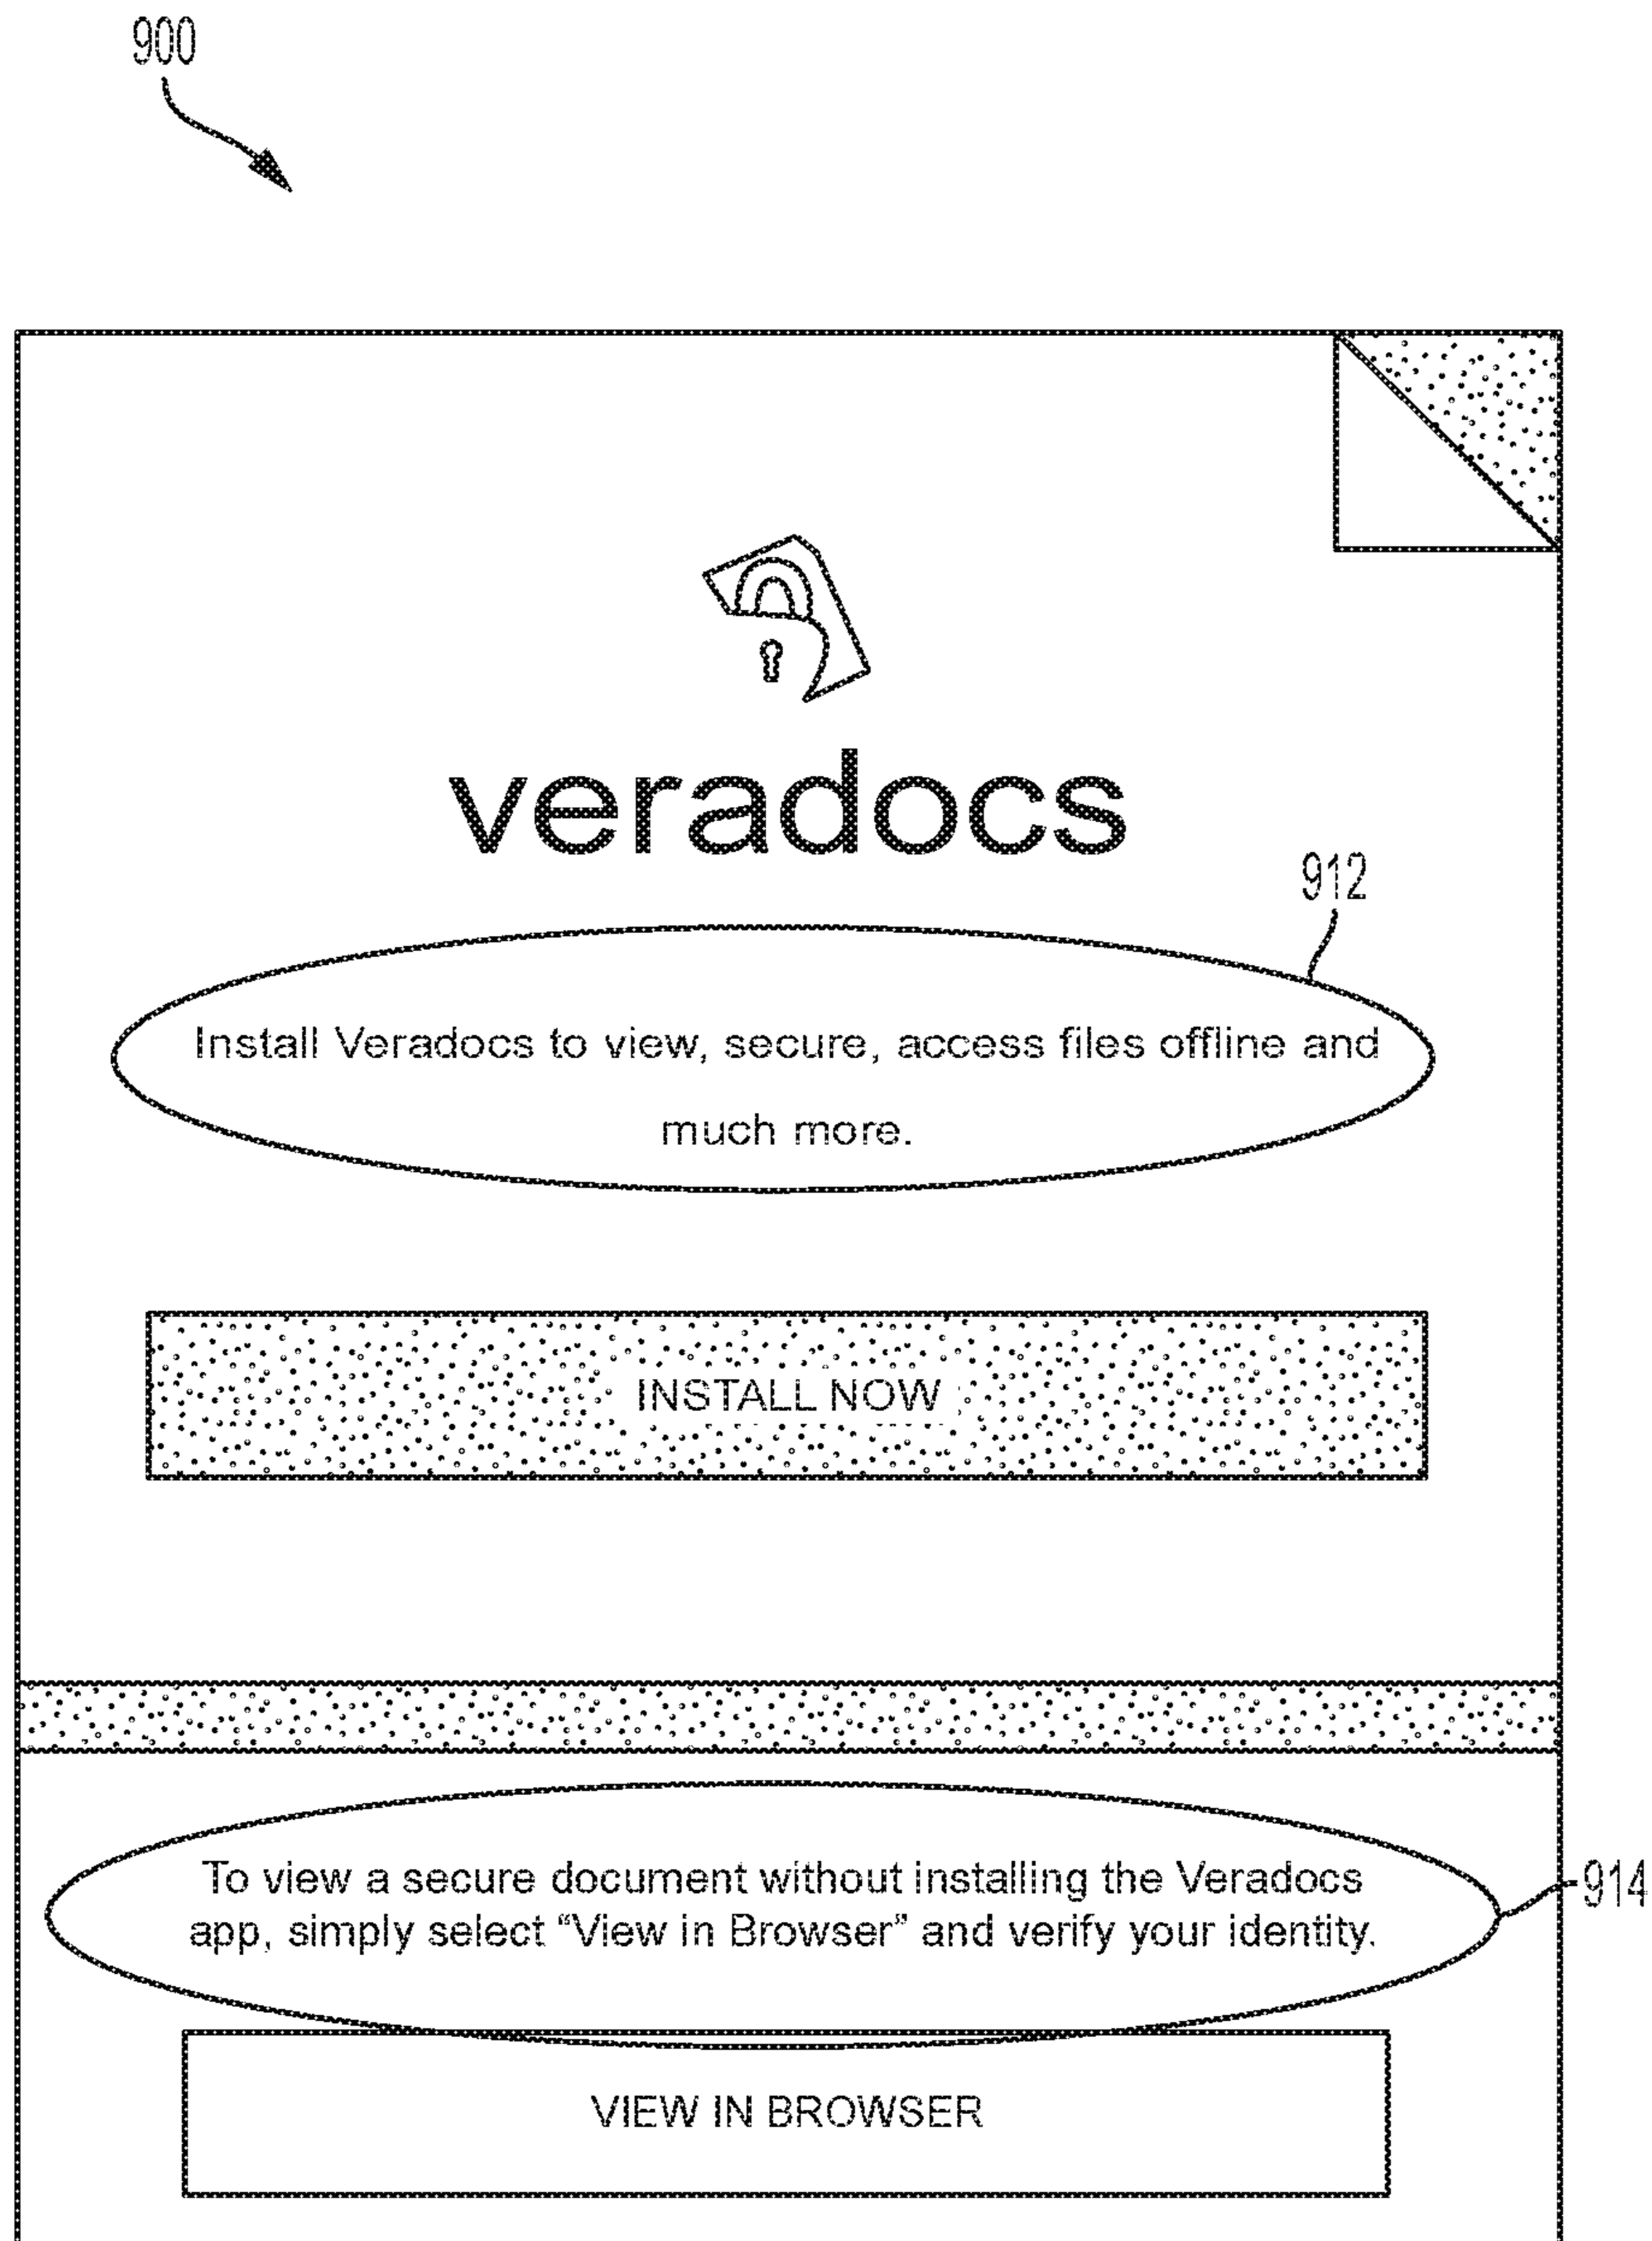 900
veradocs
912
Install Veradocs to view, secure, access files offline and
much more.
INSTALL NOW
To view a secure document without installing the Veradocs
app, simply select “View in Browser” and verify your identity.
914
VIEW IN BROWSER